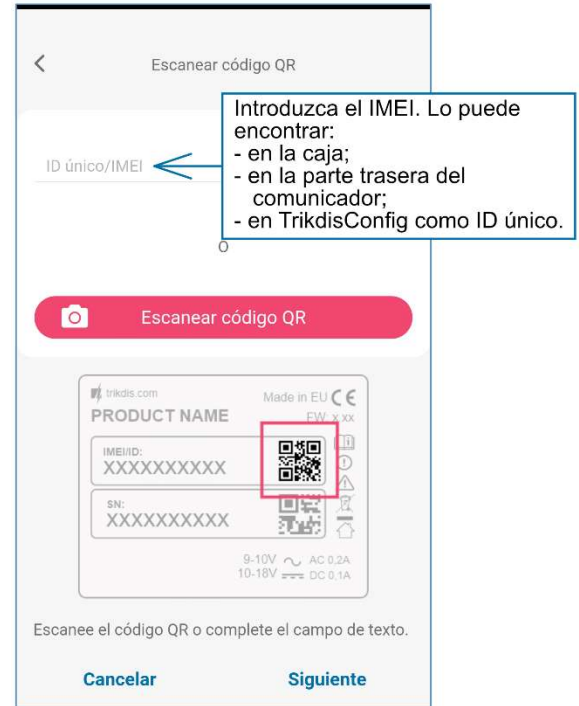 Escanear código QR
Introduzca el IMEI. Lo puede
encontrar:
- en la caja;
- en la parte trasera del
comunicador;
- en TrikdisConfig como ID único.
ID único/IMEI
o
Escanear código QR
trikdis.com
Made in EU CE
PRODUCT NAME
FW: x.xx
IMEI/ID:
XXXXXXXXXX
SN:
XXXXXXXXXX
9-10V AC 0,2A
10-18V DC 0,1A
Escanee el código QR o complete el campo de texto.
Cancelar
Siguiente